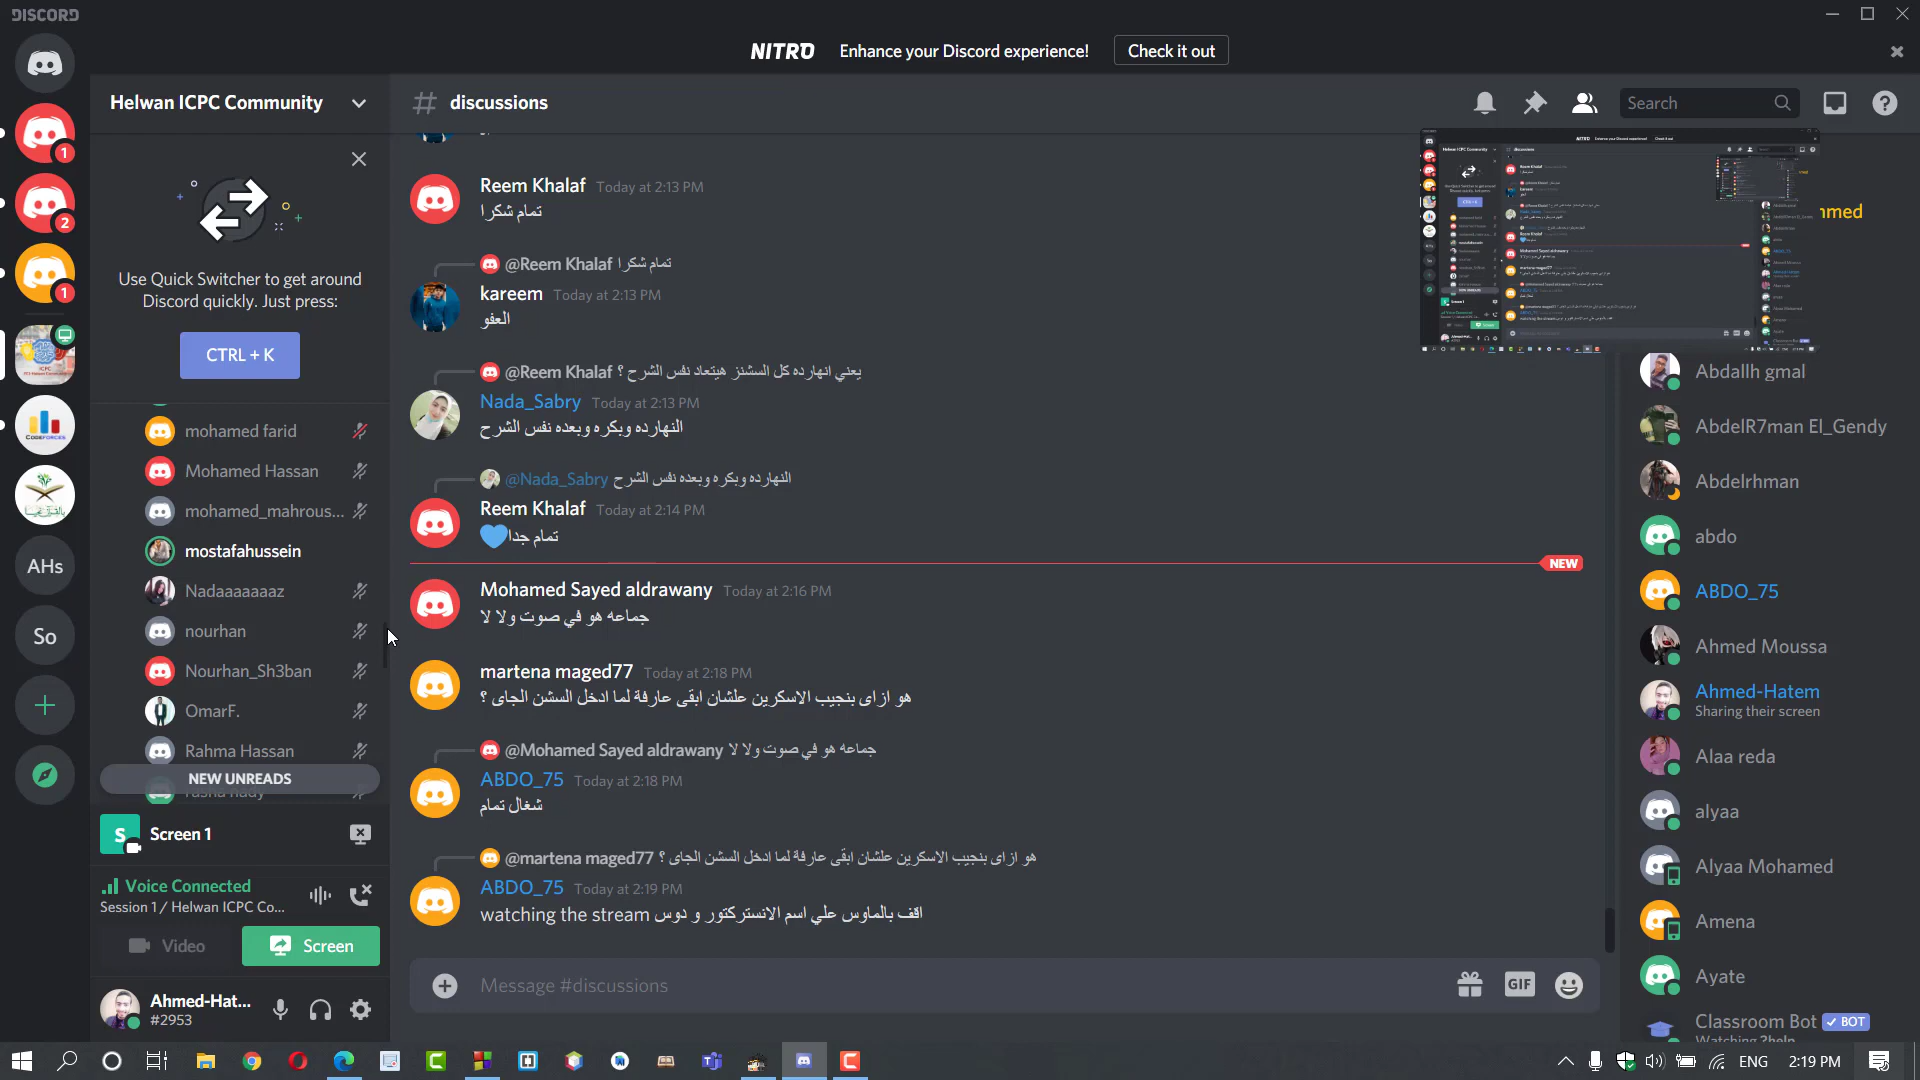 DISCORD
NITRO Enhance your Discord experience! Check it out
Helwan ICPC Community
discussions
Search
Use Quick Switcher to get around
Discord quickly. Just press:
CTRL + K
mohamed farid
Mohamed Hassan
mohamed_mahrous...
mostafahussein
Nadaaaaaaaz
nourhan
Nourhan_Sh3ban
OmarF.
Rahma Hassan
NEW UNREADS
Screen 1
Voice Connected
Session 1 / Helwan ICPC Co...
Video
Screen
Ahmed-Hat...
#2953
1
2
1
CODEFORCES
AHs
So
Reem Khalaf Today at 2:13 PM
تمام شكرا
@Reem Khalaf تمام شكرا
kareem Today at 2:13 PM
العفو
@Reem Khalaf يعني انهارده كل السشنز هيتعاد نفس الشرح ؟
Nada_Sabry Today at 2:13 PM
النهارده وبكره وبعده نفس الشرح
@Nada_Sabry النهارده وبكره وبعده نفس الشرح
Reem Khalaf Today at 2:14 PM
تمام جدا
NEW
Mohamed Sayed aldrawany Today at 2:16 PM
جماعه هو في صوت ولا لا
martena maged77 Today at 2:18 PM
هو ازاى بنجيب الاسكرين علشان ابقى عارفة لما ادخل السشن الجاى ؟
@Mohamed Sayed aldrawany جماعه هو في صوت ولا لا
ABDO_75 Today at 2:18 PM
شغال تمام
@martena maged77 هو ازاى بنجيب الاسكرين علشان ابقى عارفة لما ادخل السشن الجاى ؟
ABDO_75 Today at 2:19 PM
اقف بالماوس علي اسم الانستركتور و دوس watching the stream
Message #discussions
GIF
Abdallh gmal
AbdelR7man El_Gendy
Abdelrhman
abdo
ABDO_75
Ahmed Moussa
Ahmed-Hatem
Sharing their screen
Alaa reda
alyaa
Alyaa Mohamed
Amena
Ayate
Classroom Bot BOT
Watching ?help
ENG 2:19 PM